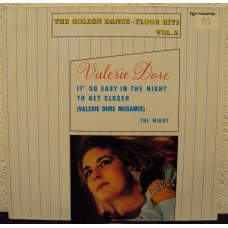 THE GOLDEN DANCE-FLOOR HITS
VOL.2
Valerie Dore
IT' SO EASY IN THE NIGHT
TO GET CLOSER
(VALERIE DORE MEGAMIX)
THE NIGHT